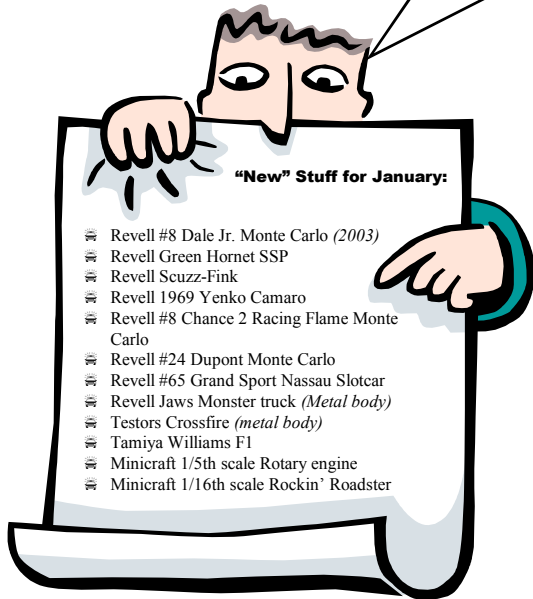 “New” Stuff for January:
Revell #8 Dale Jr. Monte Carlo (2003)
Revell Green Hornet SSP
Revell Scuzz-Fink
Revell 1969 Yenko Camaro
Revell #8 Chance 2 Racing Flame Monte
Carlo
Revell #24 Dupont Monte Carlo
Revell #65 Grand Sport Nassau Slotcar
Revell Jaws Monster truck (Metal body)
Testors Crossfire (metal body)
Tamiya Williams F1
Minicraft 1/5th scale Rotary engine
Minicraft 1/16th scale Rockin’ Roadster